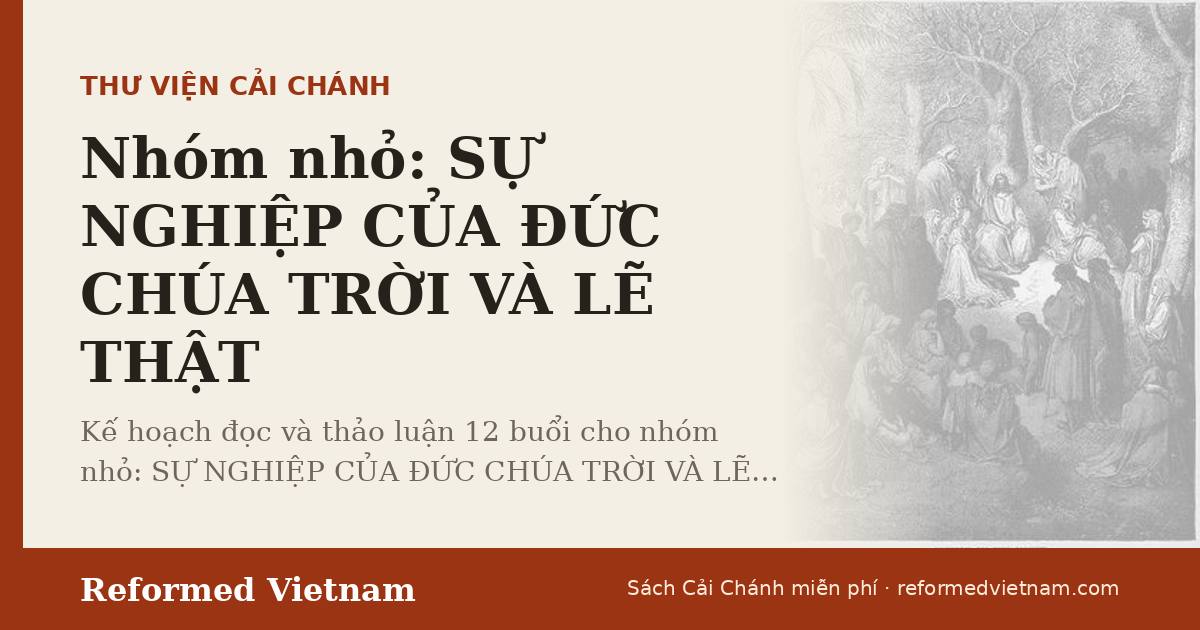 THƯ VIỆN CẢI CHÁNH
Nhóm nhỏ: SỰ
NGHIỆP CỦA ĐỨC
CHÚA TRỜI VÀ LẼ
THẬT
Kế hoạch đọc và thảo luận 12 buổi cho nhóm
nhỏ: SỰ NGHIỆP CỦA ĐỨC CHÚA TRỜI VÀ LẼ...
Reformed Vietnam
Sách Cải Chánh miễn phí · reformedvietnam.com